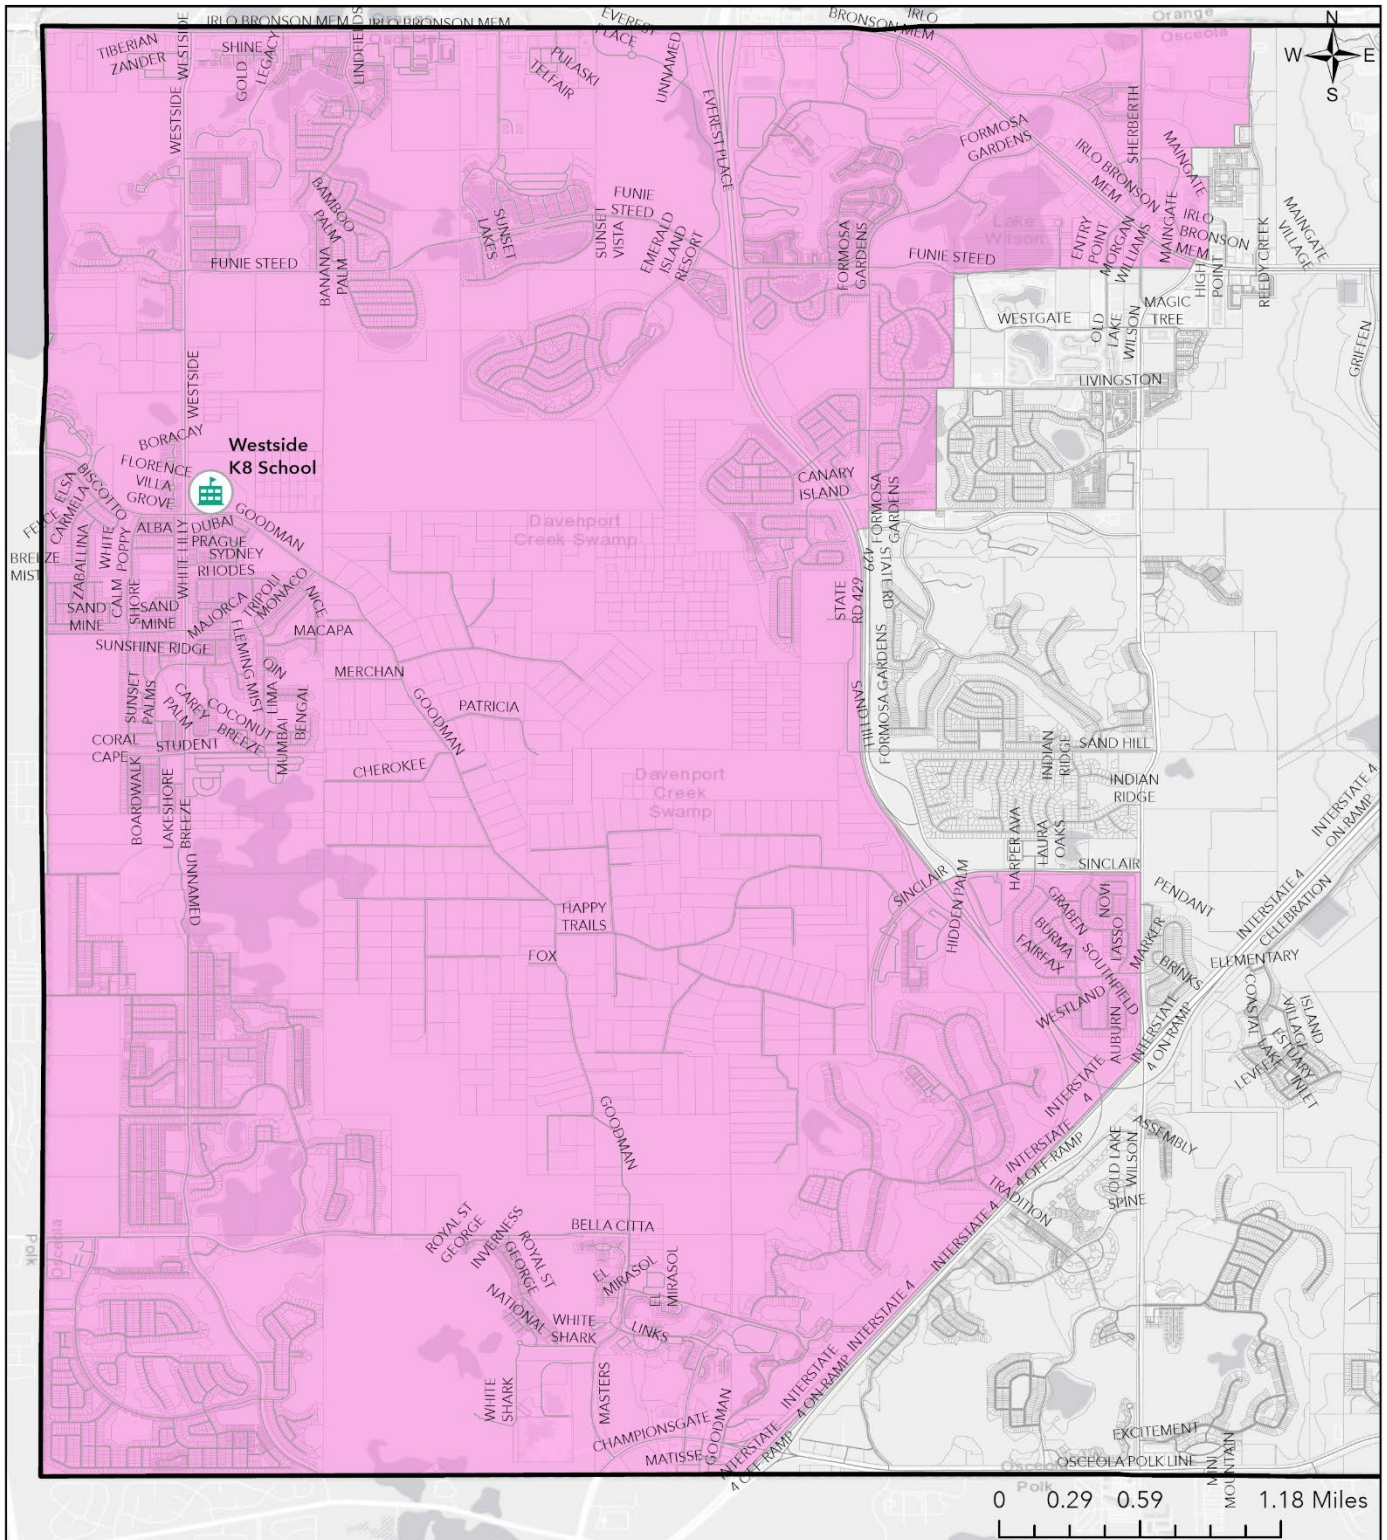 IRLO BRONSON MEM
IRLO BRONSON MEM
Orange
Osceola
EVEREST
PLACE
IRLO
BRONSON MEM
Orange
Osceola
N
W
E
S
TIBERIAN
ZANDER
WESTSIDE
WESTSIDE
SHINE
GOLD
LEGACY
LINDFIELDS
PULASKI
TELFAIR
UNNAMED
EVEREST PLACE
FORMOSA
GARDENS
SHERBERTH
IRLO BRONSON
MEM
MAINGATE
BAMBOO
PALM
BANANA
PALM
FUNIE STEED
SUNSET
LAKES
SUNSET
VISTA
FUNIE
STEED
EMERALD
ISLAND
RESORT
FORMOSA
GARDENS
FUNIE STEED
Lake
Wilson
ENTRY
POINT
MORGAN
WILLIAMS
MAINGATE
IRLO
BRONSON
MEM
HIGH
POINT
REEDY CREEK
MAINGATE
VILLAGE
WESTGATE
OLD
LAKE
WILSON
MAGIC
TREE
GRIFFEN
LIVINGSTON
WESTSIDE
BORACAY
Westside
K8 School
FLORENCE
VILLA
GROVE
BISCOTTO
ELSA
CARMELA
FELCE
BREEZE
MIST
ZABALLINA
WHITE
POPPY
CALM
SHORE
ALBA
WHITE LILLY
DUBAI
PRAGUE
SYDNEY
RHODES
GOODMAN
Davenport
Creek Swamp
CANARY
ISLAND
FORMOSA
GARDENS
STATE RD
429
STATE
RD 429
SAND
MINE
SAND
MINE
MAJORCA
TRIPOLI
MONACO
NICE
MACAPA
SUNSHINE RIDGE
FLEMING MIST
QIN
LIMA
MERCHAN
GOODMAN
PATRICIA
SUNSET
PALMS
CAREY
PALM
COCONUT
BREEZE
MUMBAI
BENGAL
CORAL
CAPE
STUDENT
CHEROKEE
BOARDWALK
LAKESHORE
BREEZE
UNNAMED
Davenport
Creek
Swamp
SAND HILL
FORMOSA GARDENS
INDIAN
RIDGE
SAND HILL
INDIAN
RIDGE
HARPER AVA
LAURA
OAKS
SINCLAIR
SINCLAIR
HIDDEN PALM
GRABEN
BURMA
FAIRFAX
NOVI
LASSO
SOUTHFIELD
MARKER
PENDANT
BRINKS
WESTLAND
AUBURN
INTERSTATE 4
ON-RAMP
INTERSTATE 4
CELEBRATION
ELEMENTARY
COASTAL
ISLAND
VILLAGE
ESTUARY
LAKE
LEVEL
INLET
HAPPY
TRAILS
FOX
GOODMAN
INTERSTATE
4 ON-RAMP
INTERSTATE
4
INTERSTATE
4 OFF-RAMP
TRADITION
ASSEMBLY
OLD LAKE
WILSON
SPINE
Polk
Osceola
ROYAL ST
GEORGE
INVERNESS
ROYAL ST
GEORGE
BELLA CITTA
EL
MIRASOL
EL
MIRASOL
NATIONAL
WHITE
SHARK
LINKS
INTERSTATE 4
INTERSTATE 4
INTERSTATE
4 ON-RAMP
WHITE
SHARK
MASTERS
CHAMPIONSGATE
MATISSE
GOODMAN
INTERSTATE
4 OFF-RAMP
EXCITEMENT
OSCEOLA POLK LINE
MINI
MOUNTAIN
Osceola
Polk
0 0.29 0.59 1.18 Miles